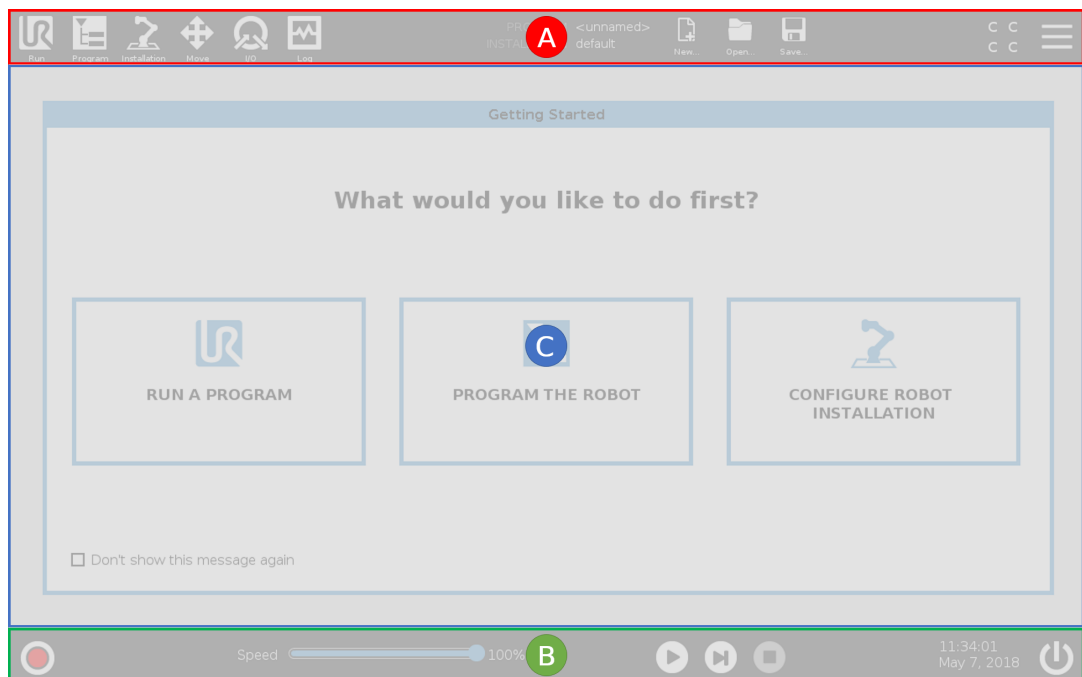 <unnamed>
default
C C
C C
Run Program Installation Move I/O Log
New... Open... Save...
A
Getting Started
What would you like to do first?
RUN A PROGRAM
C
PROGRAM THE ROBOT
CONFIGURE ROBOT
INSTALLATION
Don't show this message again
Speed 100%
B
11:34:01
May 7, 2018